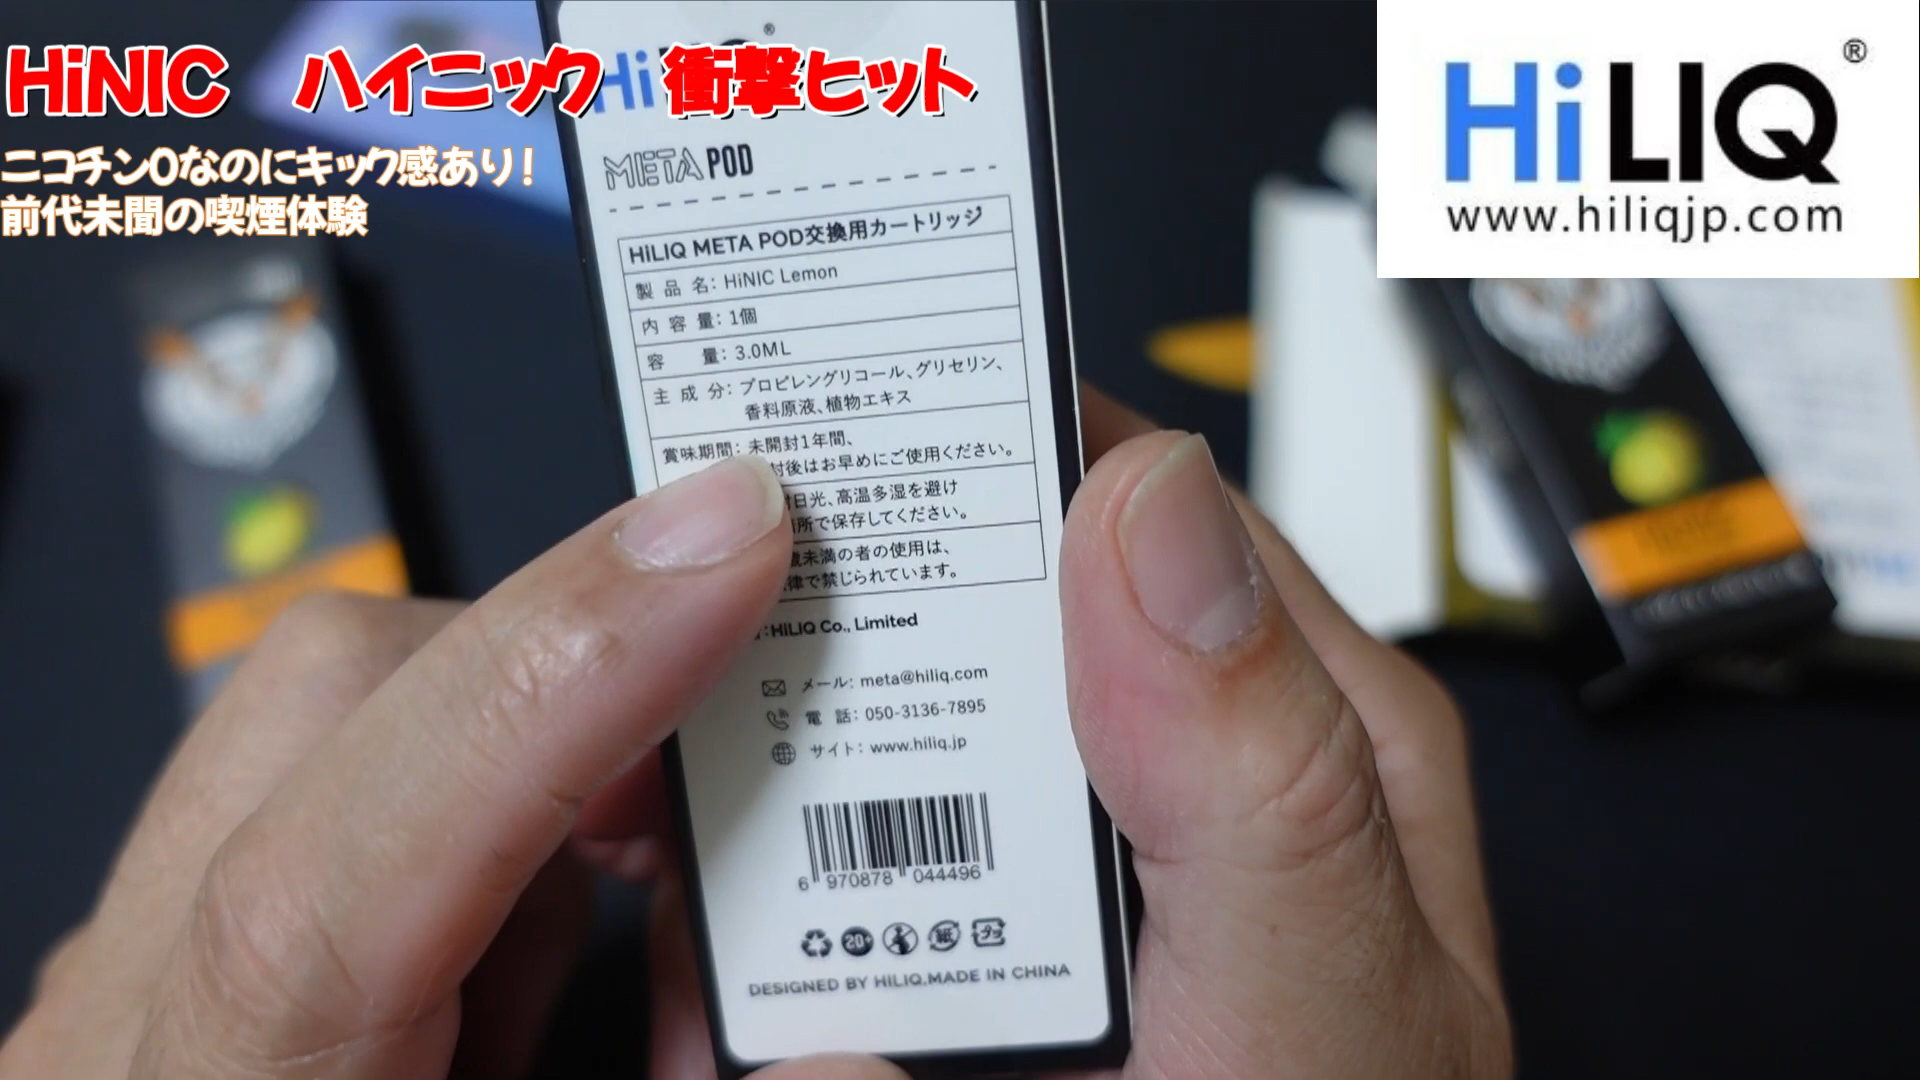 HiNIC ハイニック 衝撃ヒット
ニコチン0なのにキック感あり!
前代未聞の喫煙体験
HiLIQ®
www.hiliqjp.com
Hi
®
META POD
HiLIQ META POD交換用カートリッジ
製品名: HiNIC Lemon
内容量: 1個
容量: 3.0ML
主成分: プロピレングリコール、グリセリン、
香料原液、植物エキス
賞味期間: 未開封1年間、
封後はお早めにご使用ください。
日光、高温多湿を避け
所で保存してください。
歳未満の者の使用は、
律で禁じられています。
:HiLIQ Co., Limited
メール: meta@hiliq.com
電話: 050-3136-7895
サイト: www.hiliq.jp
6 970878 044496
20+ 紙 プラ
DESIGNED BY HILIQ.MADE IN CHINA